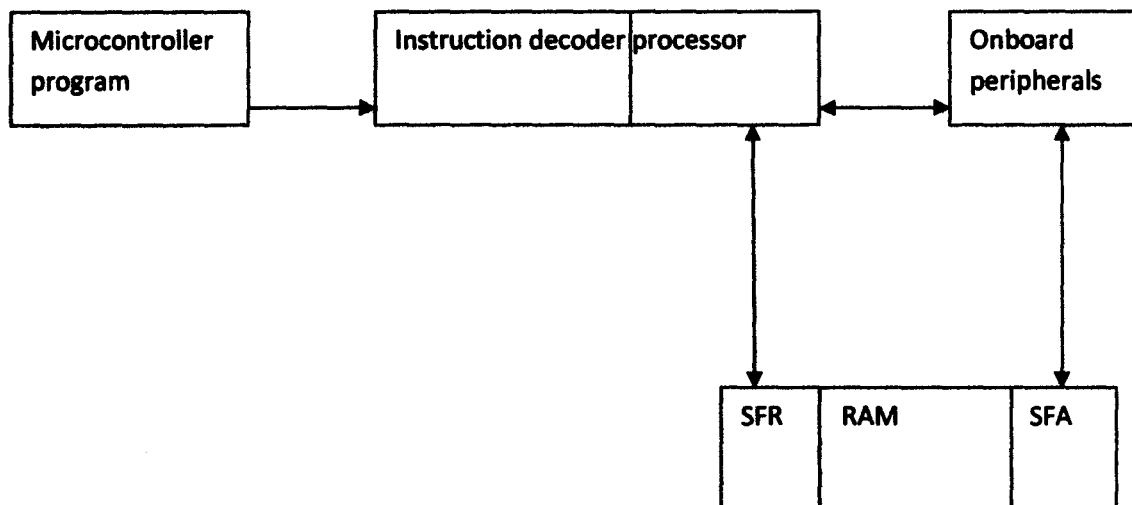 Microcontroller
program
Instruction decoder processor
Onboard
peripherals
SFR
RAM
SFA